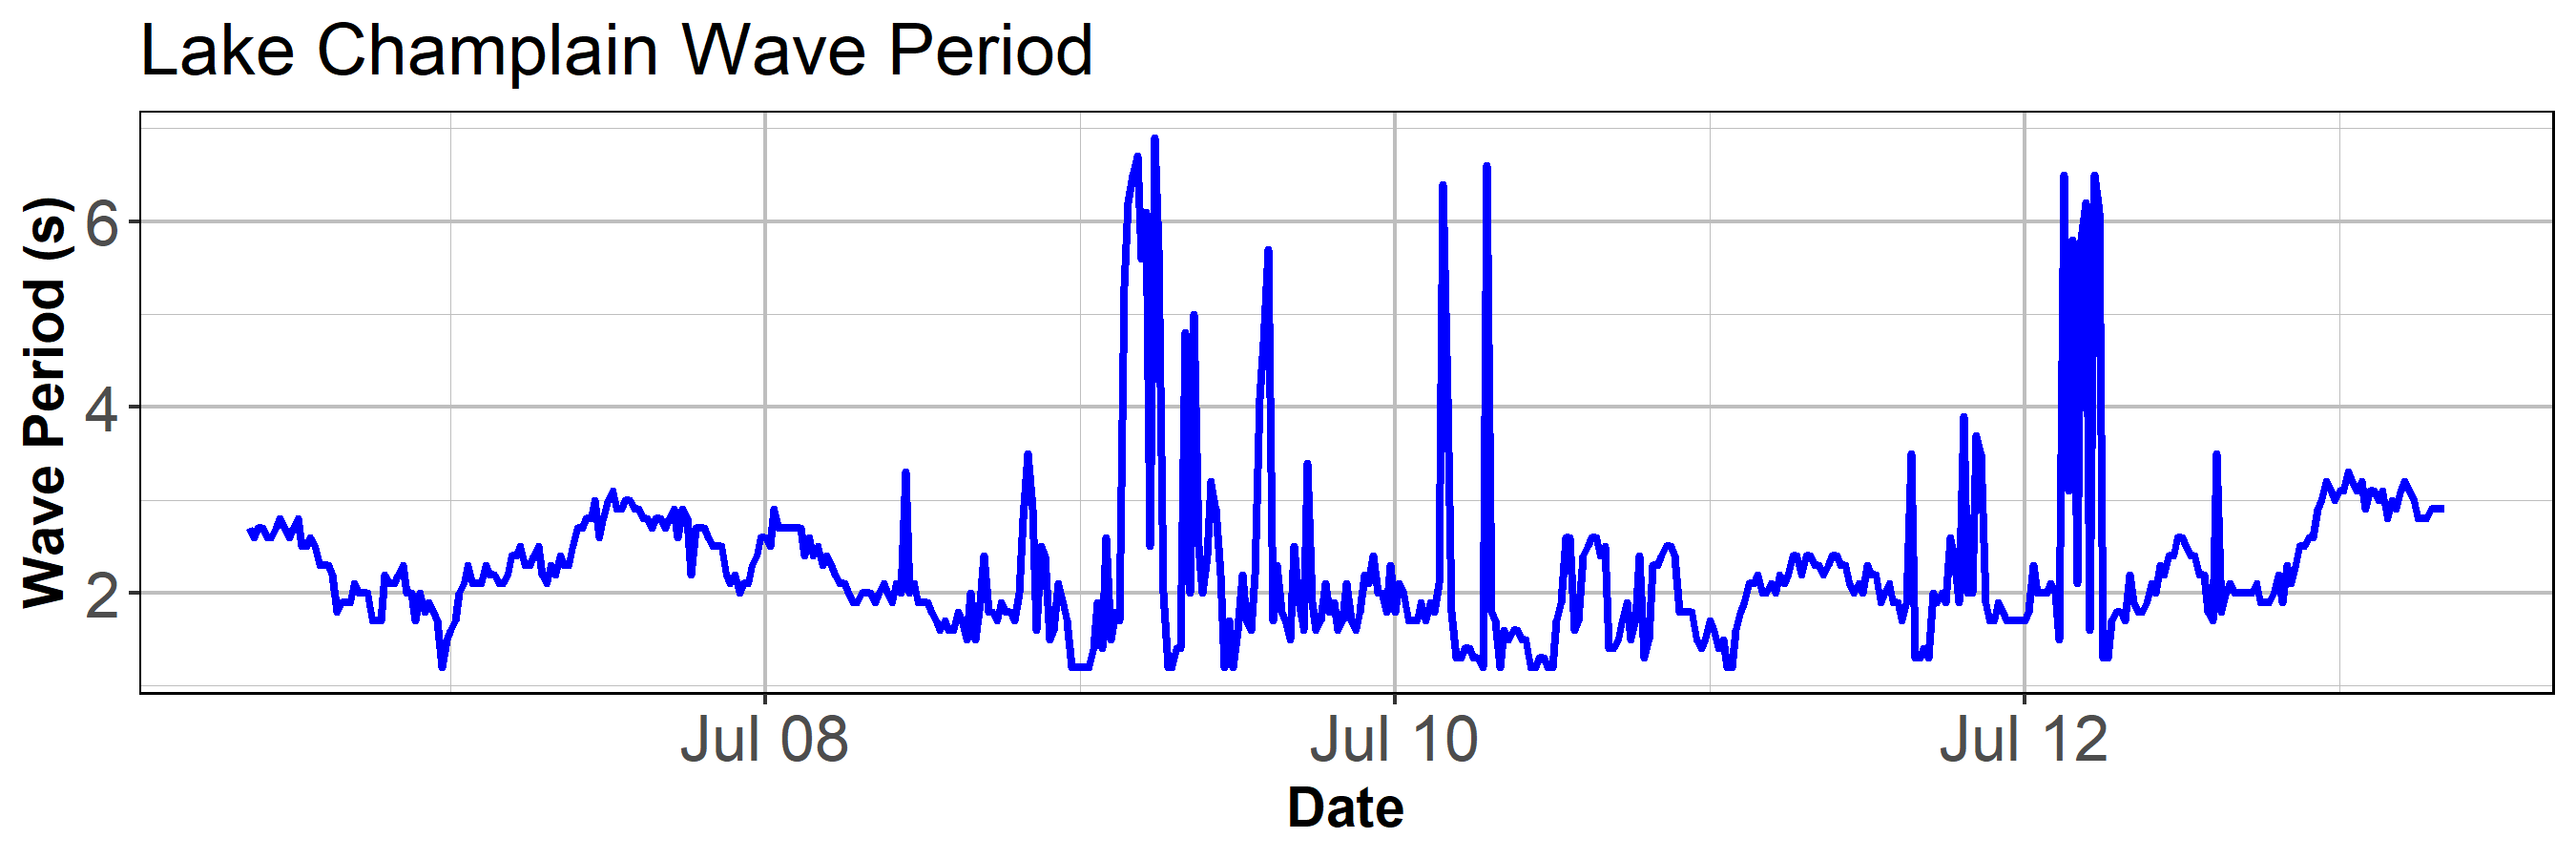 Lake Champlain Wave Period
Wave Period (s)
6
4
2
Jul 08
Jul 10
Jul 12
Date